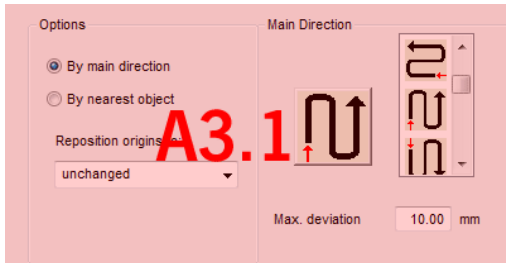 Options
By main direction
By nearest object
Reposition origins
unchanged
Main Direction
A3.1
Max. deviation
10.00 mm